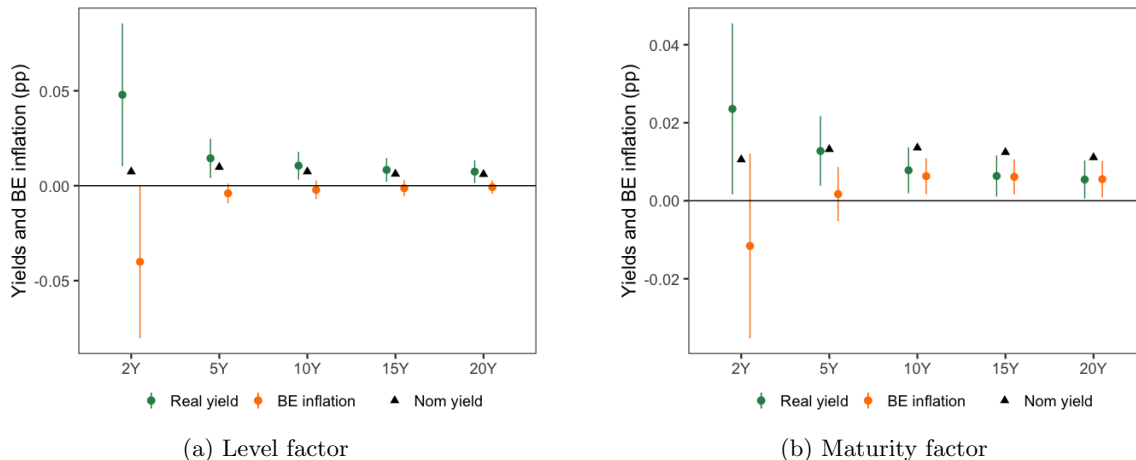 Yields and BE inflation (pp)
0.05
0.00
-0.05
2Y 5Y 10Y 15Y 20Y
Real yield BE inflation Nom yield
(a) Level factor
Yields and BE inflation (pp)
0.04
0.02
0.00
-0.02
2Y 5Y 10Y 15Y 20Y
Real yield BE inflation Nom yield
(b) Maturity factor